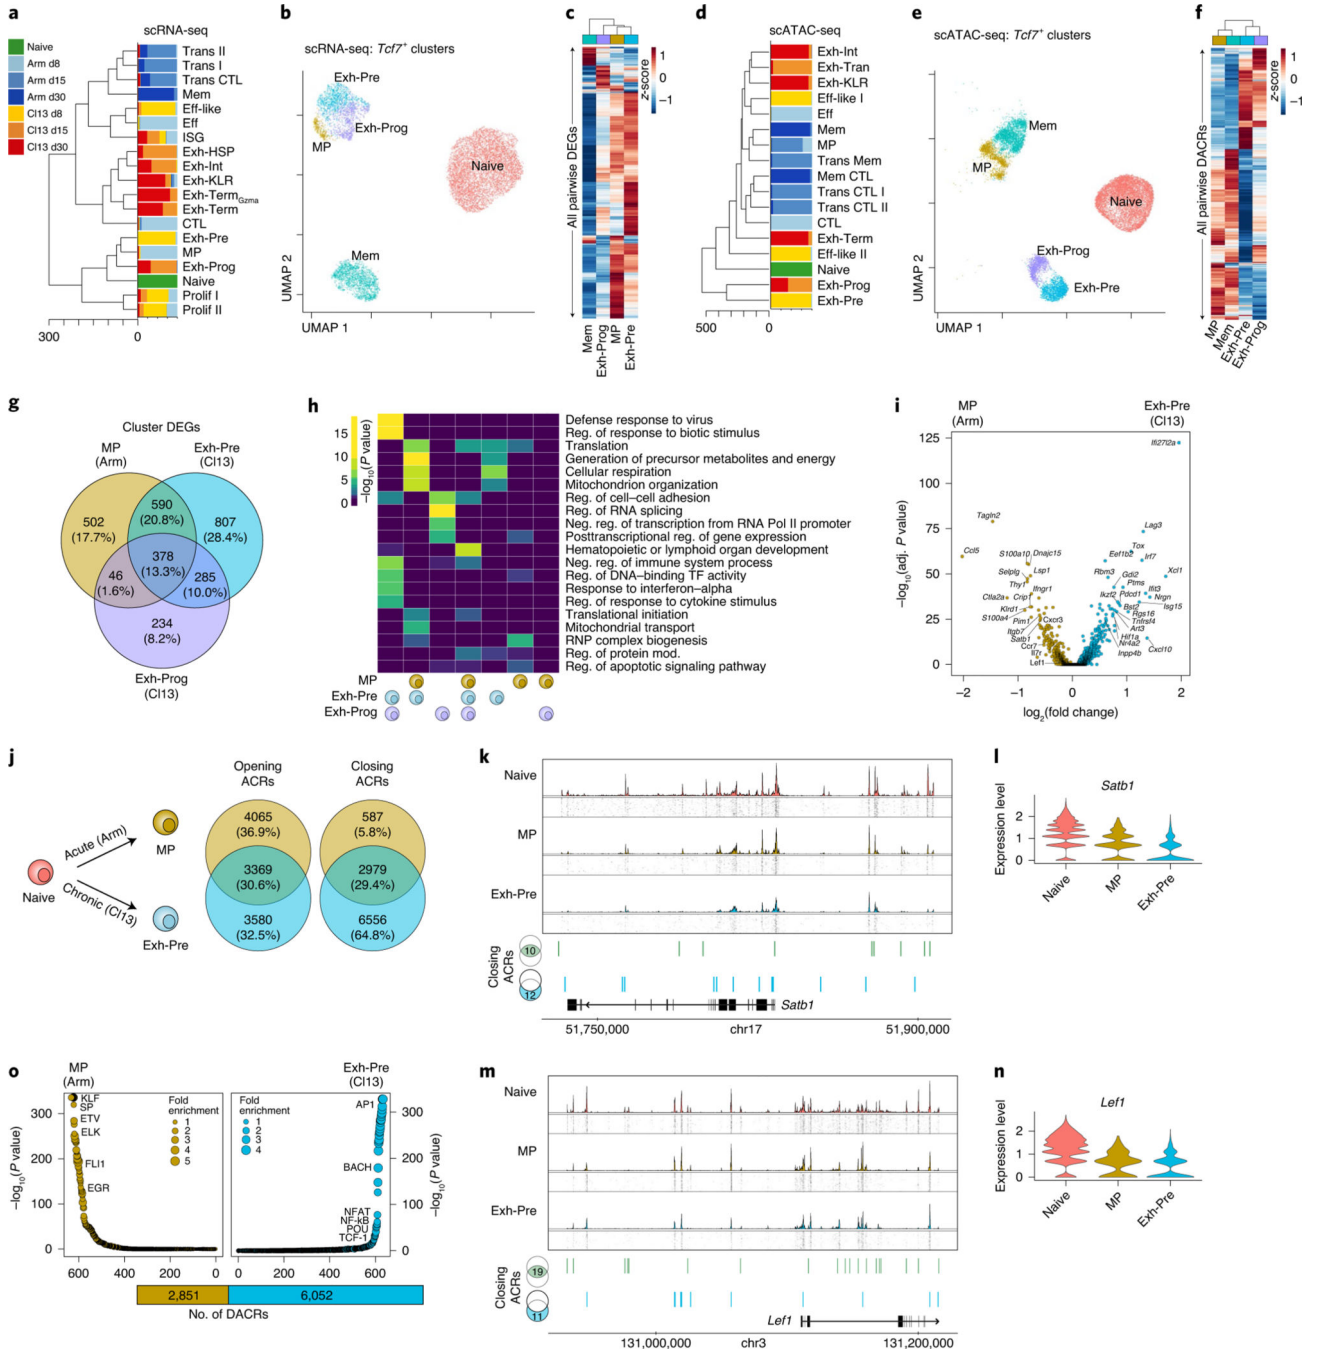 a
scRNA-seq
Naive
Arm d8
Arm d15
Arm d30
Cl13 d8
Cl13 d15
Cl13 d30
Trans II
Trans I
Trans CTL
Mem
Eff-like
Eff
ISG
Exh-HSP
Exh-Int
Exh-KLR
Exh-TermGzma
Exh-Term
CTL
Exh-Pre
MP
Exh-Prog
Naive
Prolif I
Prolif II
300
0
b
scRNA-seq: Tcf7+ clusters
Exh-Pre
Exh-Prog
MP
Naive
Mem
UMAP 2
UMAP 1
c
All pairwise DEGs
z-score
1
0
−1
Mem
Exh-Prog
MP
Exh-Pre
d
scATAC-seq
Exh-Int
Exh-Tran
Exh-KLR
Eff-like I
Eff
Mem
MP
Trans Mem
Mem CTL
Trans CTL I
Trans CTL II
CTL
Exh-Term
Eff-like II
Naive
Exh-Prog
Exh-Pre
500
0
e
scATAC-seq: Tcf7+ clusters
Mem
MP
Naive
Exh-Prog
Exh-Pre
UMAP 2
UMAP 1
f
All pairwise DACRs
z-score
1
0
−1
MP
Mem
Exh-Pre
Exh-Prog
g
Cluster DEGs
MP
(Arm)
Exh-Pre
(Cl13)
502
(17.7%)
590
(20.8%)
807
(28.4%)
378
(13.3%)
46
(1.6%)
285
(10.0%)
234
(8.2%)
Exh-Prog
(Cl13)
h
−log10(P value)
15
10
5
0
Defense response to virus
Reg. of response to biotic stimulus
Translation
Generation of precursor metabolites and energy
Cellular respiration
Mitochondrion organization
Reg. of cell–cell adhesion
Reg. of RNA splicing
Neg. reg. of transcription from RNA Pol II promoter
Posttranscriptional reg. of gene expression
Hematopoietic or lymphoid organ development
Neg. reg. of immune system process
Reg. of DNA–binding TF activity
Response to interferon–alpha
Reg. of response to cytokine stimulus
Translational initiation
Mitochondrial transport
RNP complex biogenesis
Reg. of protein mod.
Reg. of apoptotic signaling pathway
MP
Exh-Pre
Exh-Prog
i
MP
(Arm)
Exh-Pre
(Cl13)
−log10(adj. P value)
125
100
75
50
25
0
−2
−1
0
1
2
log2(fold change)
Ifi27l2a
Tagln2
Lag3
Ccl5
Tox
Eef1b2
Irf7
S100a10
Dnajc15
Selplg
Lsp1
Rbm3
Gdi2
Xcl1
Thy1
Ifngr1
Ptms
Ctla2a
Crip1
Ikzf2
Pdcd1
Ifit3
Nrgn
Klrd1
Bst2
Isg15
S100a4
Pim1
Cxcr3
Rgs16
Tnfrsf4
Itgb7
Art3
Satb1
Hif1a
Ccr7
Nr4a2
Cxcl10
Il7r
Inpp4b
Lef1
j
Naive
Acute (Arm)
MP
Chronic (Cl13)
Exh-Pre
Opening
ACRs
Closing
ACRs
4065
(36.9%)
3369
(30.6%)
3580
(32.5%)
587
(5.8%)
2979
(29.4%)
6556
(64.8%)
k
Naive
MP
Exh-Pre
Closing
ACRs
10
12
Satb1
51,750,000
chr17
51,900,000
l
Satb1
Expression level
2
1
0
Naive
MP
Exh-Pre
o
MP
(Arm)
Exh-Pre
(Cl13)
−log10(P value)
300
200
100
0
KLF
SP
ETV
ELK
FLI1
EGR
Fold
enrichment
1
2
3
4
5
Fold
enrichment
1
2
3
4
AP1
BACH
NFAT
NF-kB
POU
TCF-1
300
200
100
0
−log10(P value)
600
400
200
0
0
200
400
600
2,851
6,052
No. of DACRs
m
Naive
MP
Exh-Pre
Closing
ACRs
19
11
Lef1
131,000,000
chr3
131,200,000
n
Lef1
Expression level
2
1
0
Naive
MP
Exh-Pre